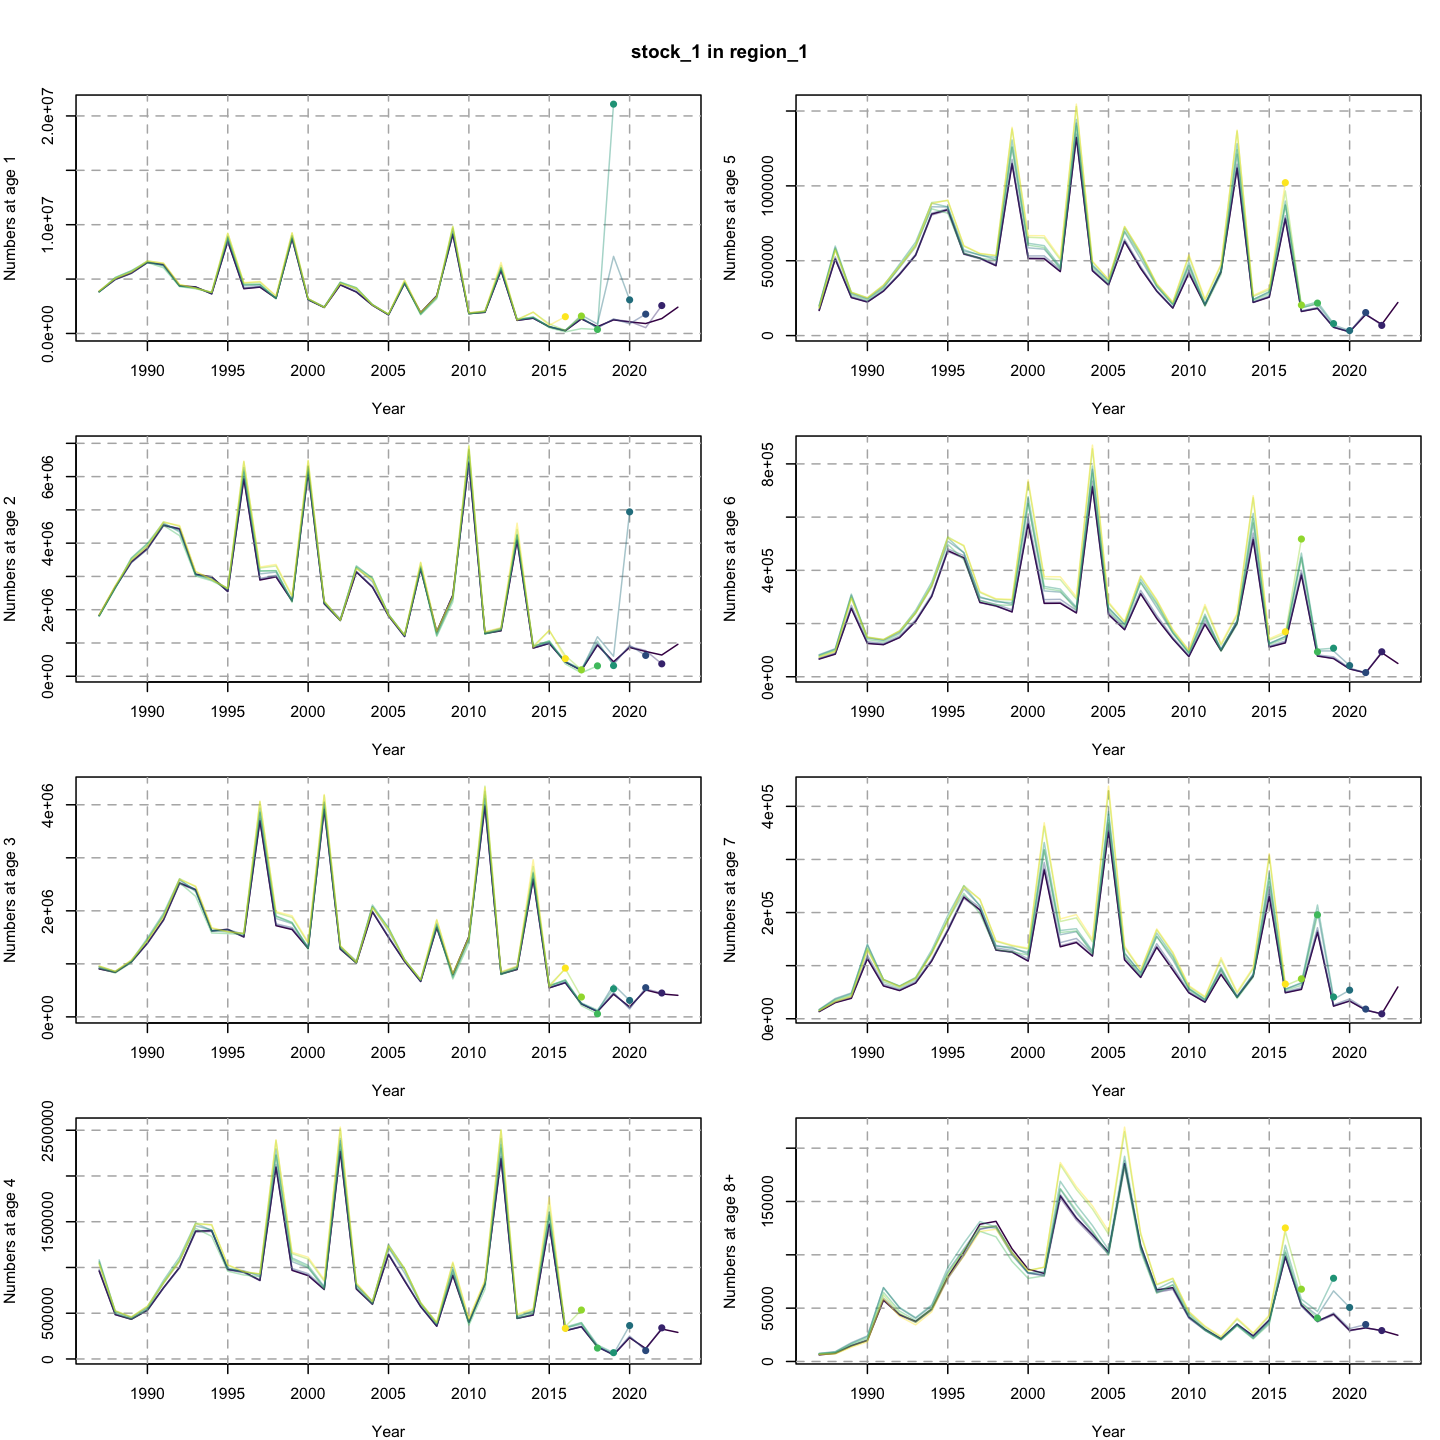 stock_1 in region_1
Numbers at age 1
0.0e+00 1.0e+07 2.0e+07
1990 1995 2000 2005 2010 2015 2020
Year
Numbers at age 5
0 500000 1000000
1990 1995 2000 2005 2010 2015 2020
Year
Numbers at age 2
0e+00 2e+06 4e+06 6e+06
1990 1995 2000 2005 2010 2015 2020
Year
Numbers at age 6
0e+00 4e+05 8e+05
1990 1995 2000 2005 2010 2015 2020
Year
Numbers at age 3
0e+00 2e+06 4e+06
1990 1995 2000 2005 2010 2015 2020
Year
Numbers at age 7
0e+00 2e+05 4e+05
1990 1995 2000 2005 2010 2015 2020
Year
Numbers at age 4
0 500000 1500000 2500000
1990 1995 2000 2005 2010 2015 2020
Year
Numbers at age 8+
0 50000 150000
1990 1995 2000 2005 2010 2015 2020
Year